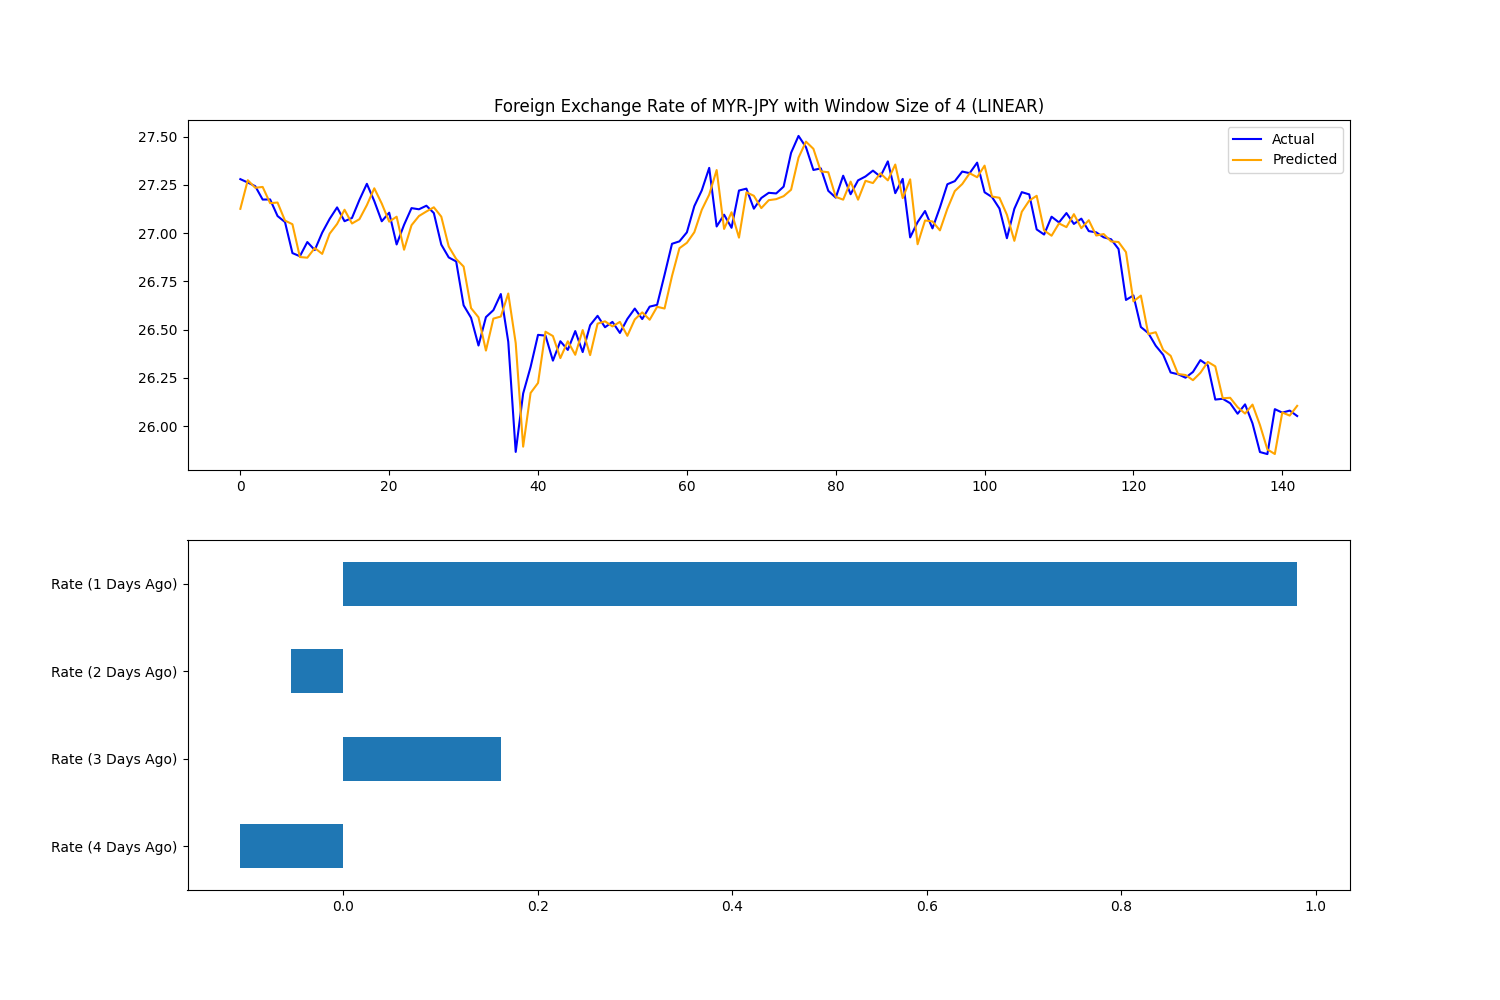 Foreign Exchange Rate of MYR-JPY with Window Size of 4 (LINEAR)
27.50
27.25
27.00
26.75
26.50
26.25
26.00
Actual
Predicted
0 20 40 60 80 100 120 140
Rate (1 Days Ago)
Rate (2 Days Ago)
Rate (3 Days Ago)
Rate (4 Days Ago)
0.0 0.2 0.4 0.6 0.8 1.0